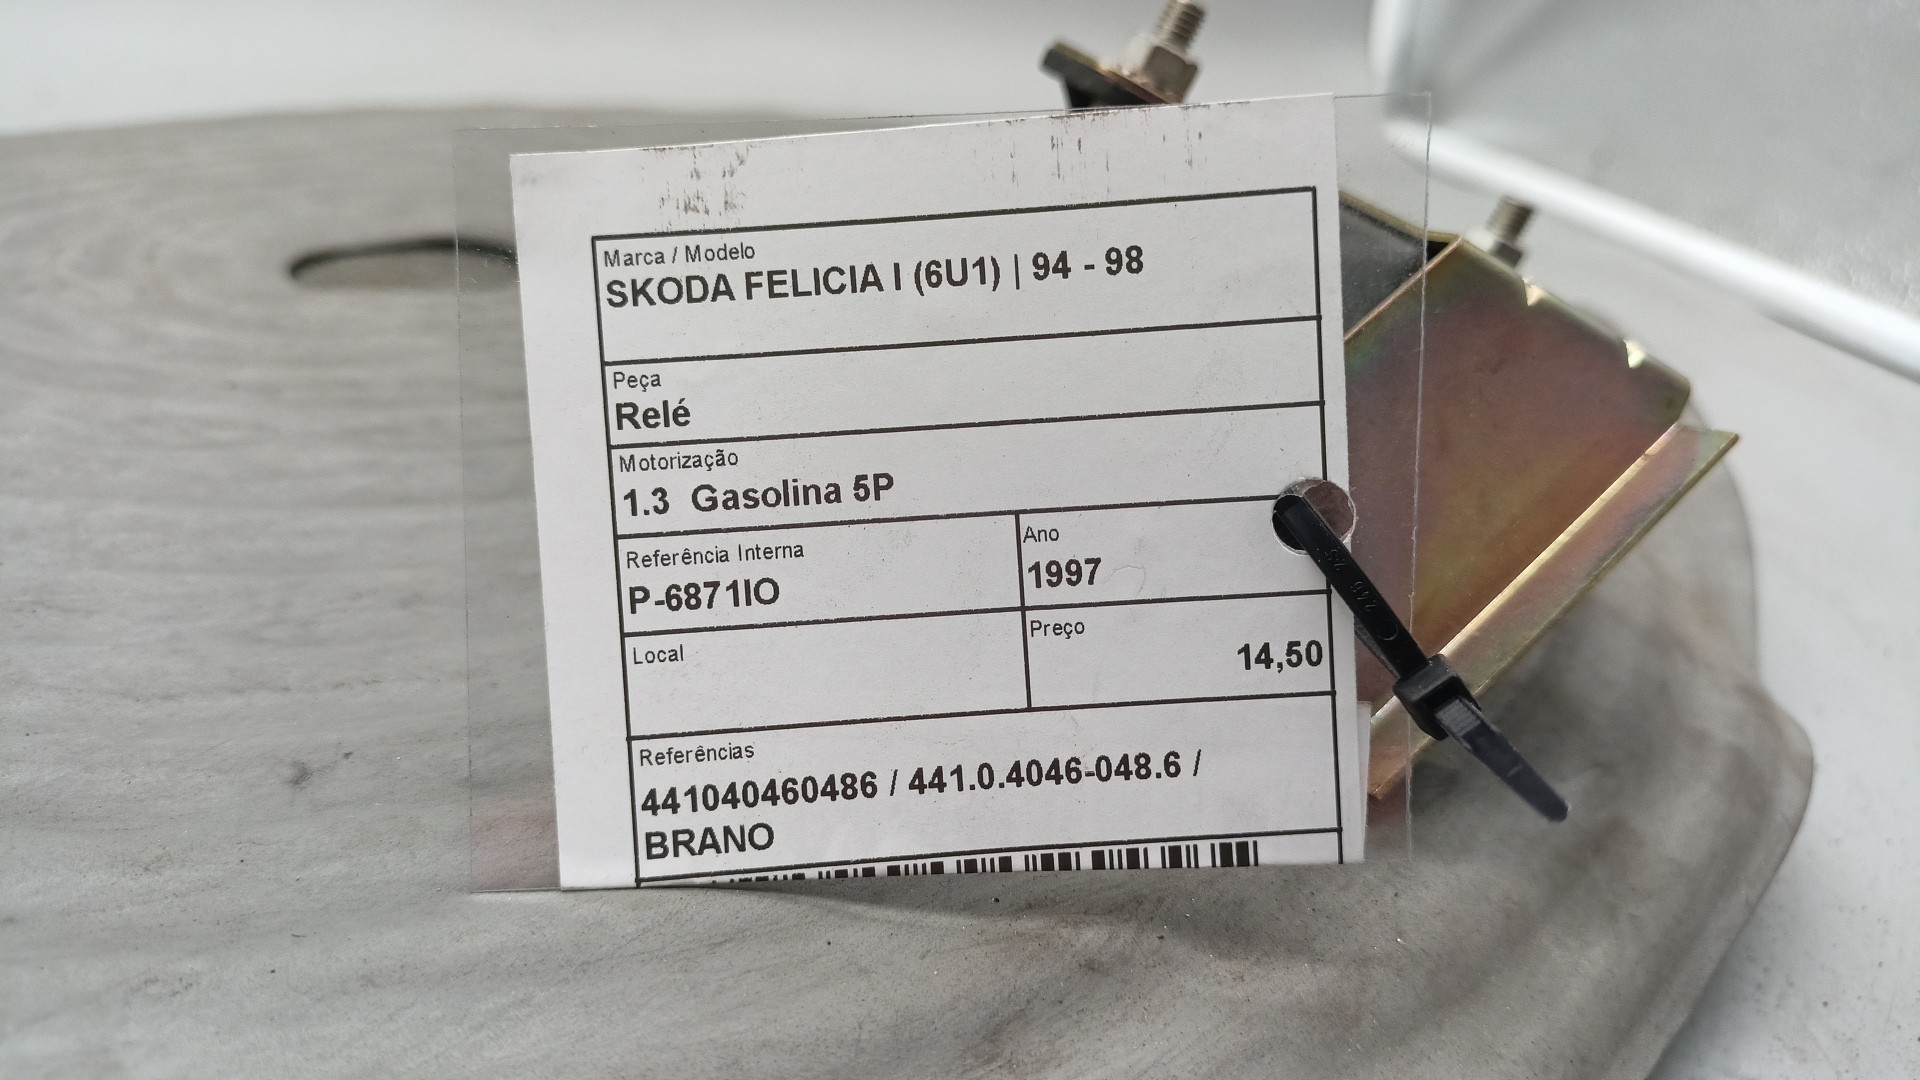 Marca / Modelo
SKODA FELICIA I (6U1) | 94 - 98
Peça
Relé
Motorização
1.3 Gasolina 5P
Referência Interna
P-6871IO
Ano
1997
Local
Preço
14,50
Referências
441040460486 / 441.0.4046-048.6 /
BRANO